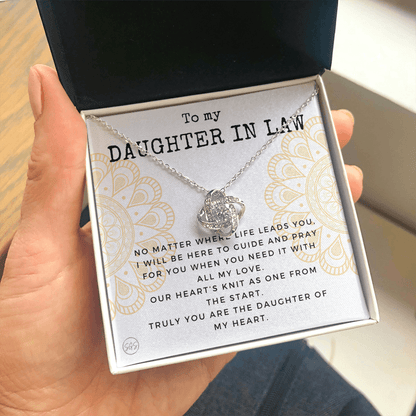 To my
DAUGHTER IN LAW
NO MATTER WHERE LIFE LEADS YOU,
I WILL BE HERE TO GUIDE AND PRAY
FOR YOU WHEN YOU NEED IT WITH
ALL MY LOVE.
OUR HEART'S KNIT AS ONE FROM
THE START.
TRULY YOU ARE THE DAUGHTER OF
MY HEART.